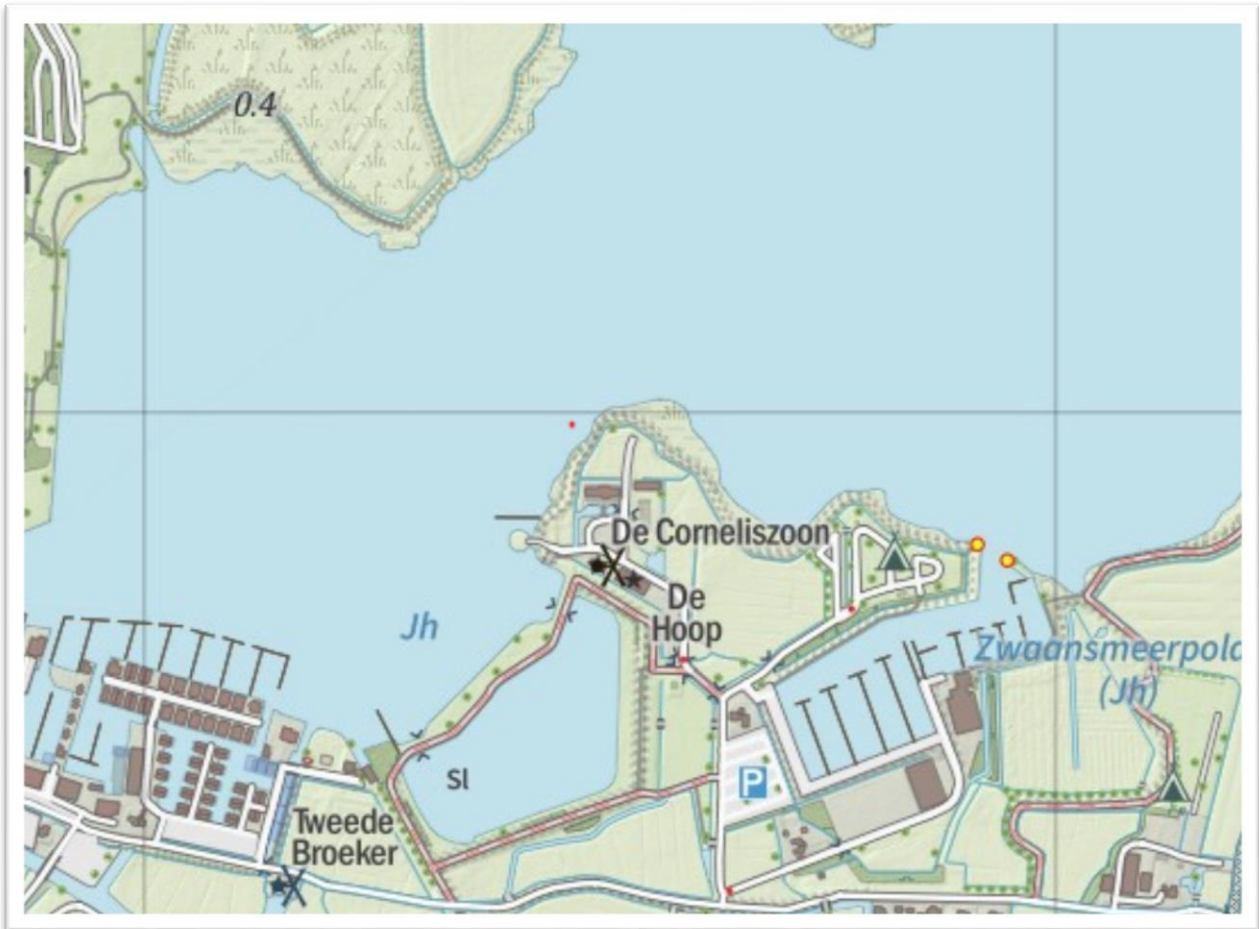 0.4
De Corneliszoon
De
Hoop
Jh
Zwaansmeerpold
(Jh)
Sl
P
Tweede
Broeker